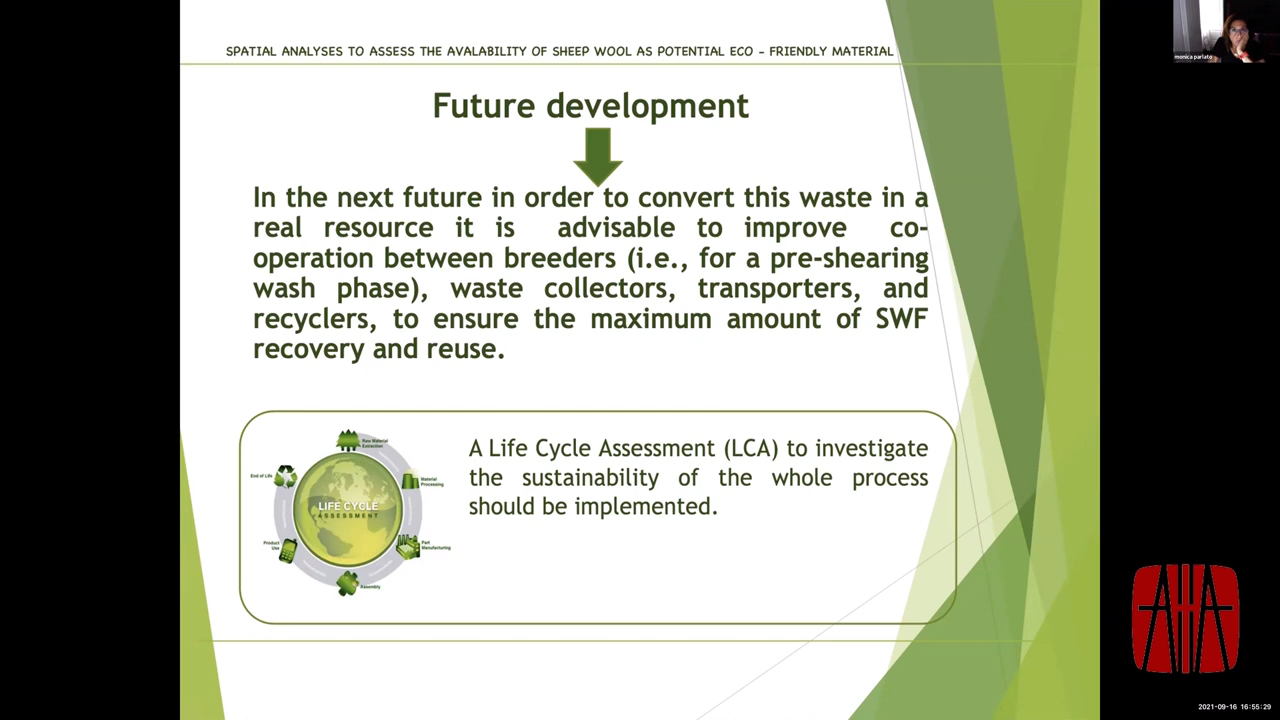 SPATIAL ANALYSES TO ASSESS THE AVALABILITY OF SHEEP WOOL AS POTENTIAL ECO - FRIENDLY MATERIAL
monica parlato
Future development
In the next future in order to convert this waste in a
real resource it is advisable to improve co-
operation between breeders (i.e., for a pre-shearing
wash phase), waste collectors, transporters, and
recyclers, to ensure the maximum amount of SWF
recovery and reuse.
A Life Cycle Assessment (LCA) to investigate
the sustainability of the whole process
should be implemented.
Raw Material
Extraction
Material
Processing
Part
Manufacturing
Assembly
Product
Use
End of Life
LIFE CYCLE
ASSESSMENT
AIIA
2021-09-16 16:55:29